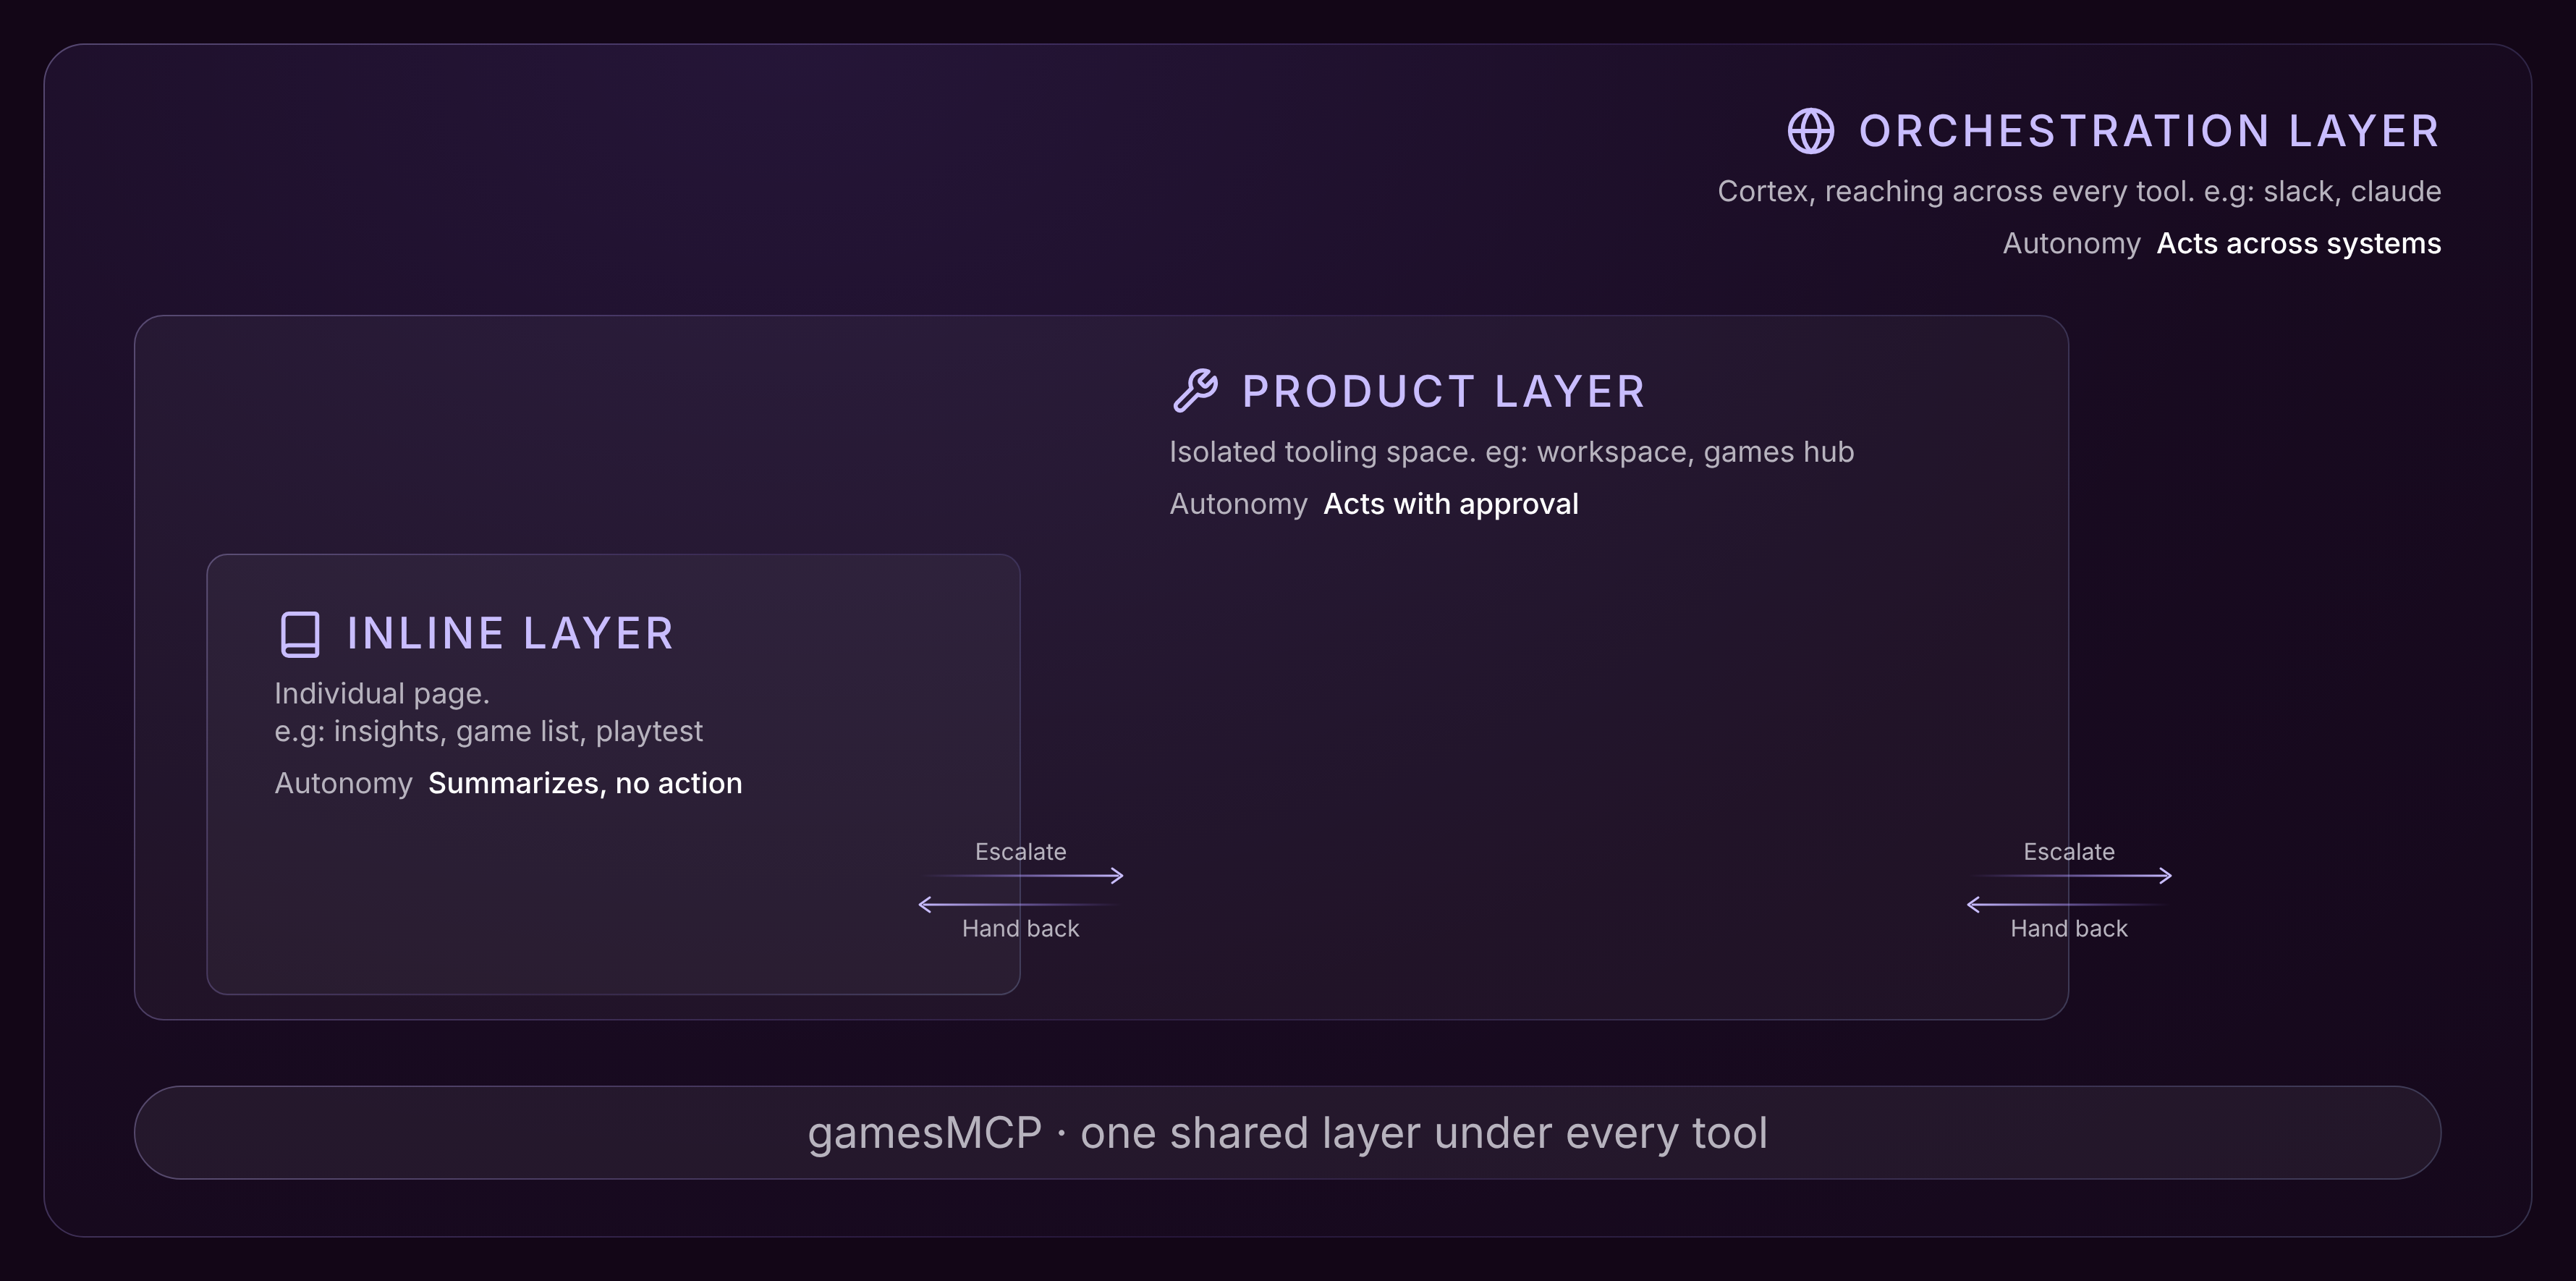 ORCHESTRATION LAYER
Cortex, reaching across every tool. e.g: slack, claude
Autonomy Acts across systems
PRODUCT LAYER
Isolated tooling space. eg: workspace, games hub
Autonomy Acts with approval
INLINE LAYER
Individual page.
e.g: insights, game list, playtest
Autonomy Summarizes, no action
Escalate
Hand back
Escalate
Hand back
gamesMCP · one shared layer under every tool